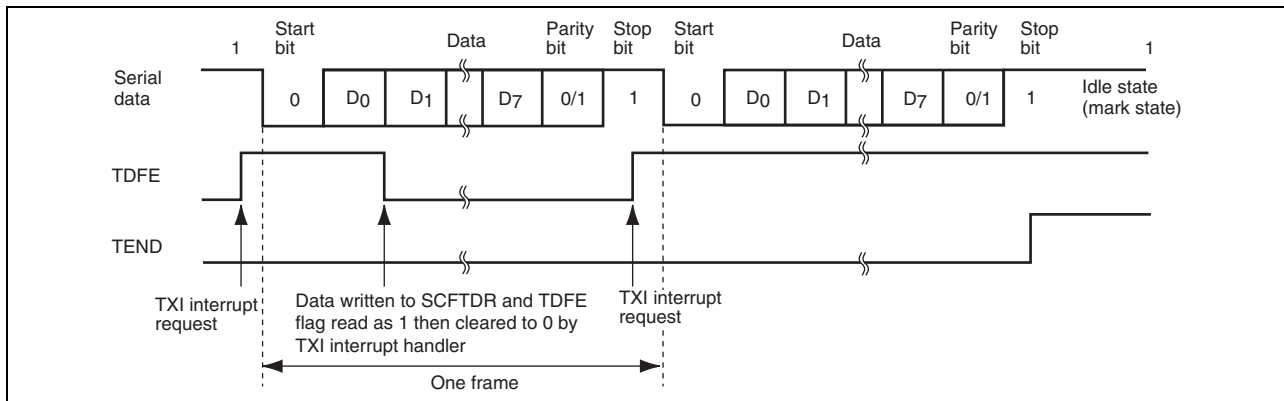 1
Start bit
Data
Parity bit
Stop bit
Start bit
Data
Parity bit
Stop bit
1
Serial data
0
D0
D1
D7
0/1
1
0
D0
D1
D7
0/1
1
Idle state
(mark state)
TDFE
TEND
TXI interrupt
request
Data written to SCFTDR and TDFE
flag read as 1 then cleared to 0 by
TXI interrupt handler
TXI interrupt
request
One frame